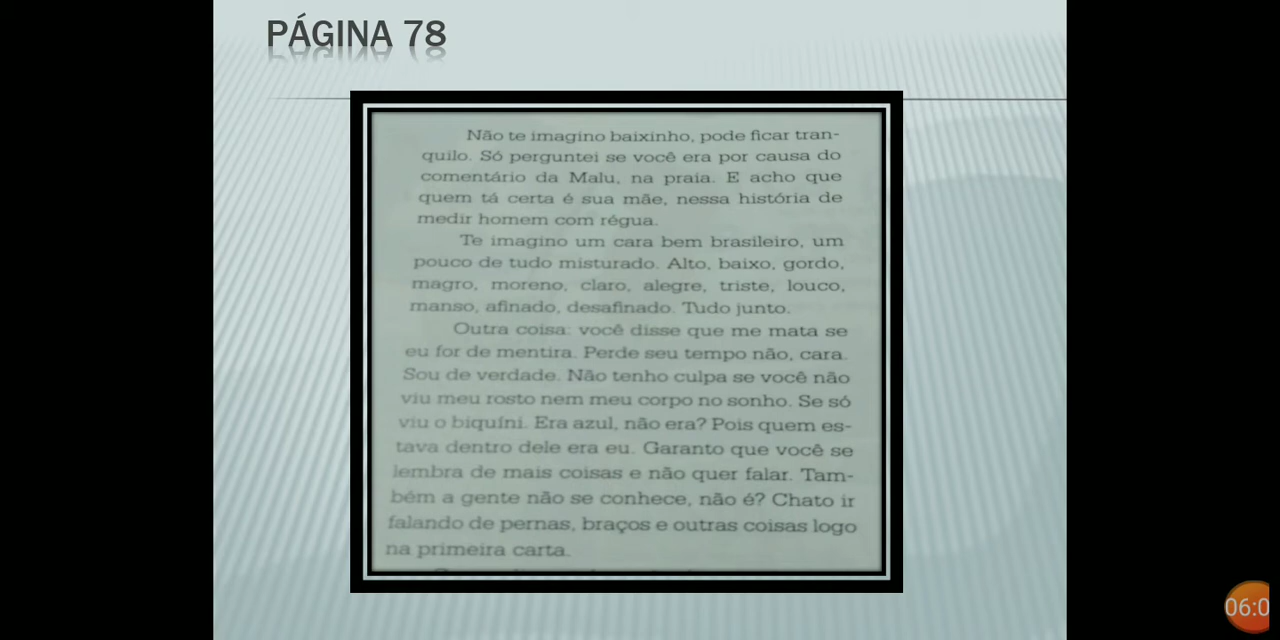 PÁGINA 78
Não te imagino baixinho, pode ficar tran-
quilo. Só perguntei se você era por causa do
comentário da Malu, na praia. E acho que
quem tá certa é sua mãe, nessa história de
medir homem com régua.
Te imagino um cara bem brasileiro, um
pouco de tudo misturado. Alto, baixo, gordo,
magro, moreno, claro, alegre, triste, louco,
manso, afinado, desafinado. Tudo junto.
Outra coisa: você disse que me mata se
eu for de mentira. Perde seu tempo não, cara.
Sou de verdade. Não tenho culpa se você não
viu meu rosto nem meu corpo no sonho. Se só
viu o biquíni. Era azul, não era? Pois quem es-
tava dentro dele era eu. Garanto que você se
lembra de mais coisas e não quer falar. Tam-
bém a gente não se conhece, não é? Chato ir
falando de pernas, braços e outras coisas logo
na primeira carta.
06:0